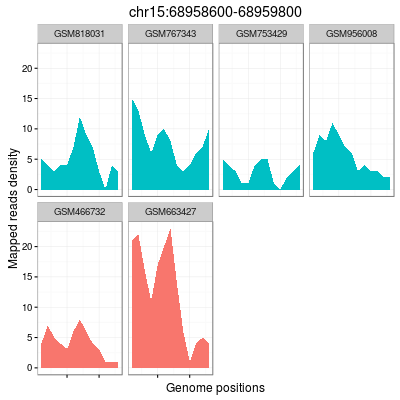 chr15:68958600-68959800
GSM818031 GSM767343 GSM753429 GSM956008
20
15
10
5
0
GSM466732 GSM663427
20
15
10
5
0
Mapped reads density
Genome positions